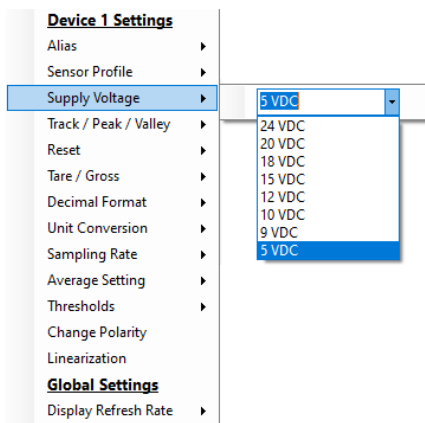 Device 1 Settings
Alias
Sensor Profile
Supply Voltage
5 VDC
24 VDC
20 VDC
18 VDC
15 VDC
12 VDC
10 VDC
9 VDC
5 VDC
Track / Peak / Valley
Reset
Tare / Gross
Decimal Format
Unit Conversion
Sampling Rate
Average Setting
Thresholds
Change Polarity
Linearization
Global Settings
Display Refresh Rate